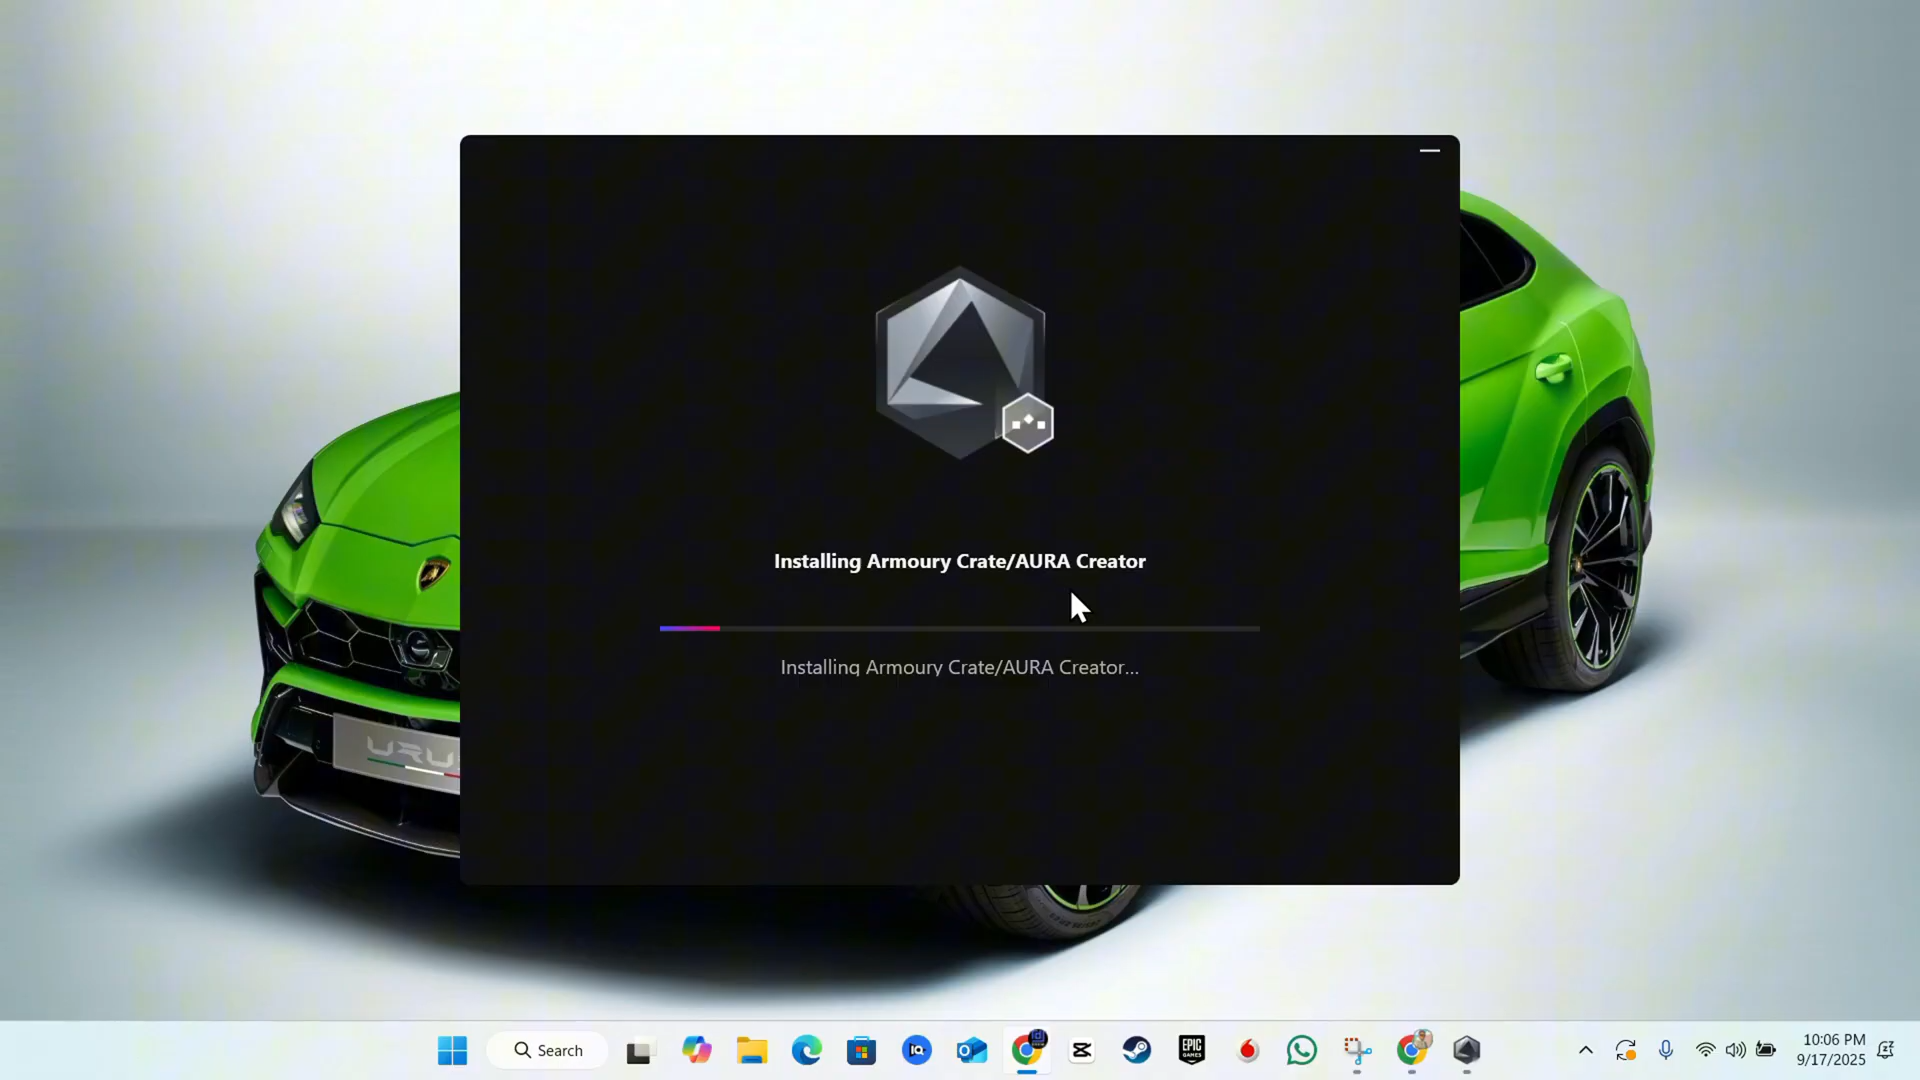 Installing Armoury Crate/AURA Creator
Installing Armoury Crate/AURA Creator...
URU
Search
EPIC
GAMES
10:06 PM
9/17/2025